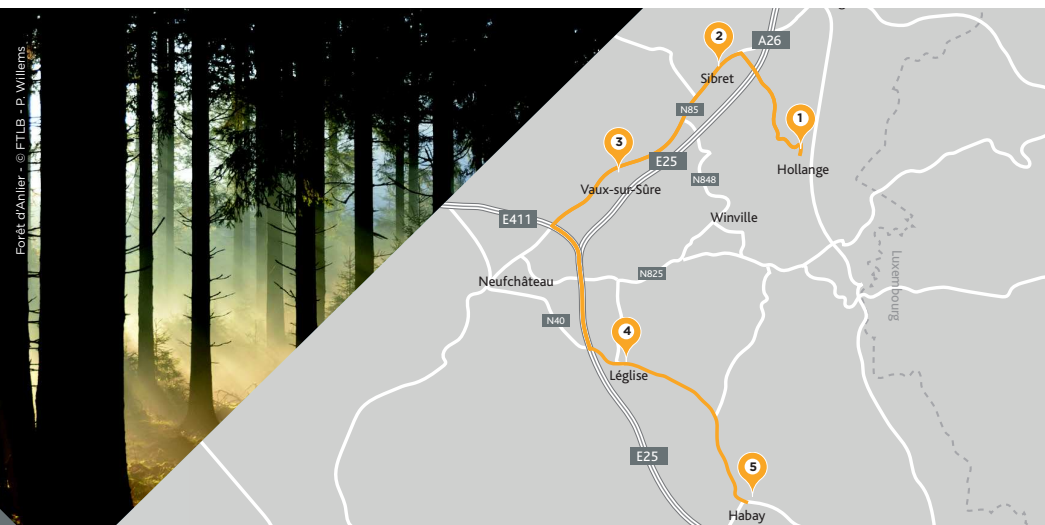 Forêt d'Anlier - © FTLB - P. Willems
2
A26
Sibret
N85
1
3
E25
Hollange
Vaux-sur-Sûre
N848
E411
Winville
Luxembourg
Neufchâteau
N825
N40
4
Léglise
E25
5
Habay